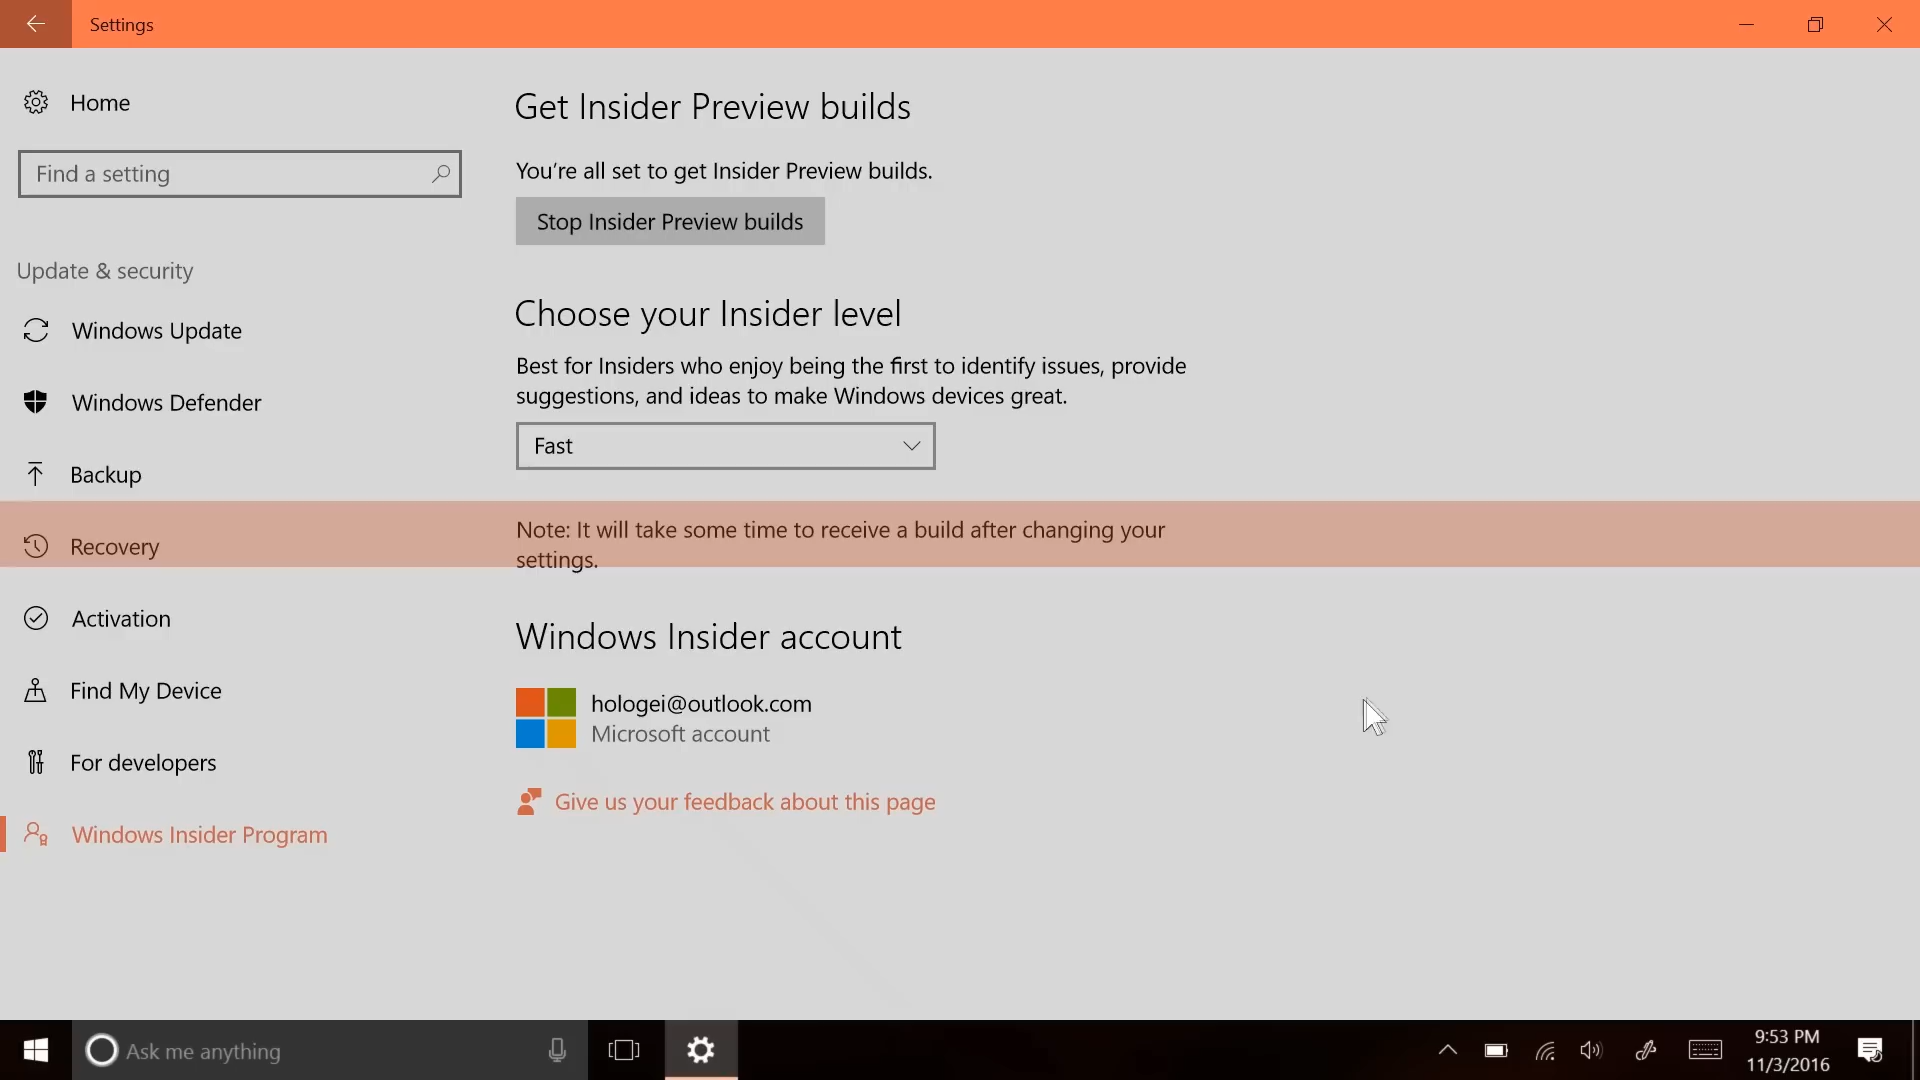 Settings
Home
Find a setting
Update & security
Windows Update
Windows Defender
Backup
Recovery
Activation
Find My Device
For developers
Windows Insider Program
Get Insider Preview builds
You're all set to get Insider Preview builds.
Stop Insider Preview builds
Choose your Insider level
Best for Insiders who enjoy being the first to identify issues, provide
suggestions, and ideas to make Windows devices great.
Fast
Note: It will take some time to receive a build after changing your
settings.
Windows Insider account
hologei@outlook.com
Microsoft account
Give us your feedback about this page
Ask me anything
9:53 PM
11/3/2016